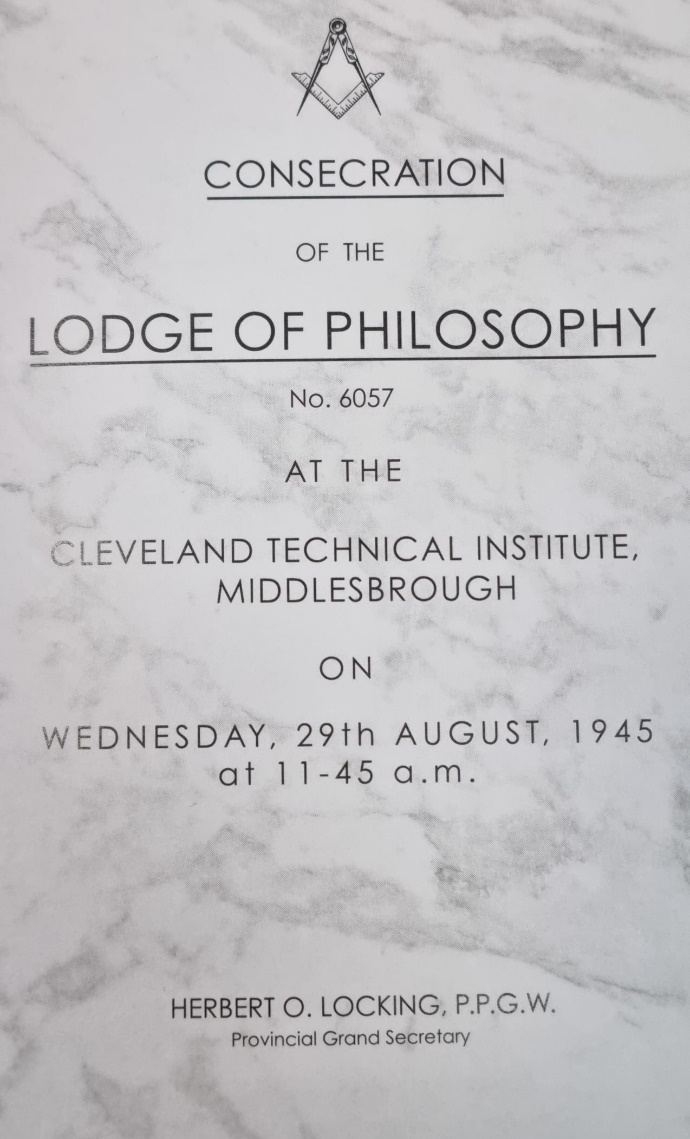 CONSECRATION
OF THE
LODGE OF PHILOSOPHY
No. 6057
AT THE
CLEVELAND TECHNICAL INSTITUTE,
MIDDLESBROUGH
ON
WEDNESDAY, 29th AUGUST, 1945
at 11-45 a.m.
HERBERT O. LOCKING, P.P.G.W.
Provincial Grand Secretary